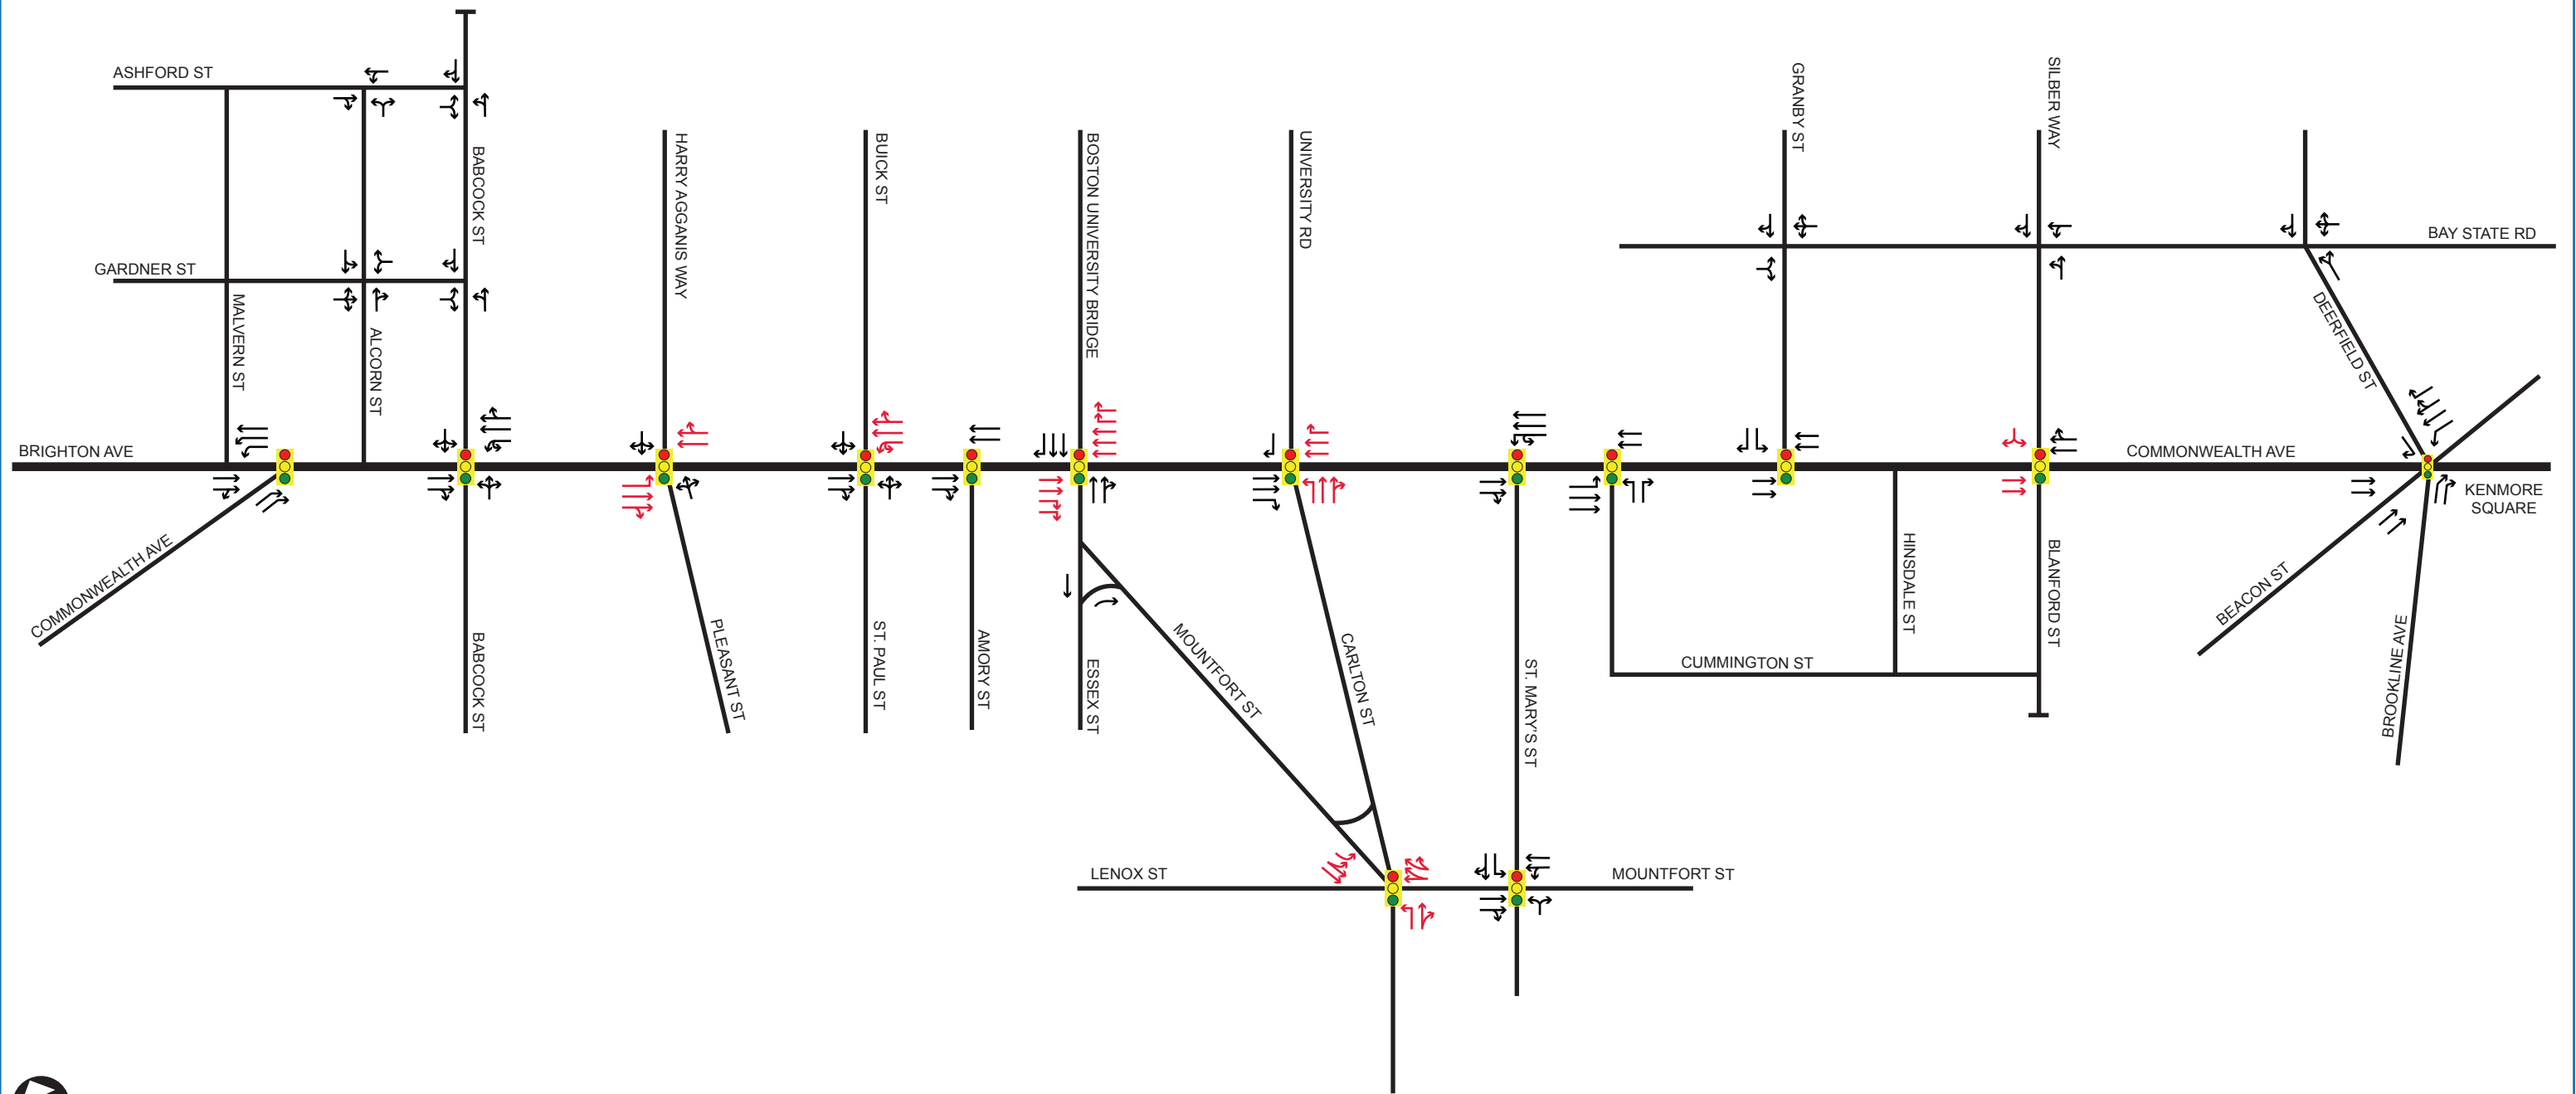 ASHFORD ST
GARDNER ST
MALVERN ST
ALCORN ST
BABCOCK ST
HARRY AGGANIS WAY
BUICK ST
BOSTON UNIVERSITY BRIDGE
UNIVERSITY RD
GRANBY ST
SILBER WAY
BAY STATE RD
DEERFIELD ST
BRIGHTON AVE
COMMONWEALTH AVE
KENMORE
SQUARE
COMMONWEALTH AVE
BABCOCK ST
PLEASANT ST
ST. PAUL ST
AMORY ST
ESSEX ST
MOUNTFORT ST
CARLTON ST
ST. MARY'S ST
CUMMINGTON ST
HINSDALE ST
BLANFORD ST
BEACON ST
BROOKLINE AVE
LENOX ST
MOUNTFORT ST